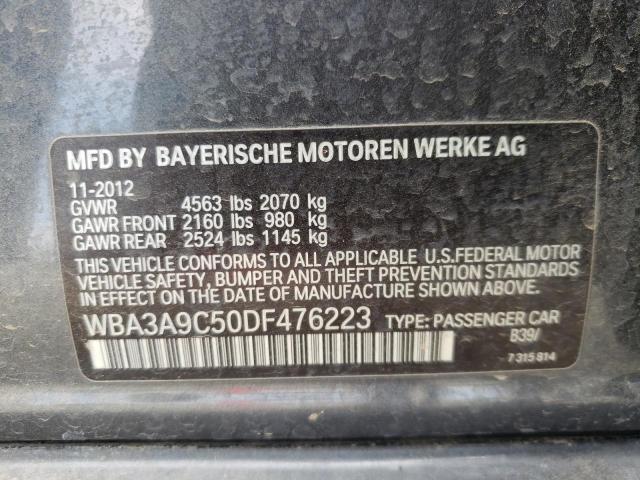 MFD BY BAYERISCHE MOTOREN WERKE AG
11-2012
GVWR 4563 lbs 2070 kg
GAWR FRONT 2160 lbs 980 kg
GAWR REAR 2524 lbs 1145 kg
THIS VEHICLE CONFORMS TO ALL APPLICABLE U.S.FEDERAL MOTOR
VEHICLE SAFETY, BUMPER AND THEFT PREVENTION STANDARDS
IN EFFECT ON THE DATE OF MANUFACTURE SHOWN ABOVE.
WBA3A9C50DF476223 TYPE: PASSENGER CAR
B39/
7 315 814